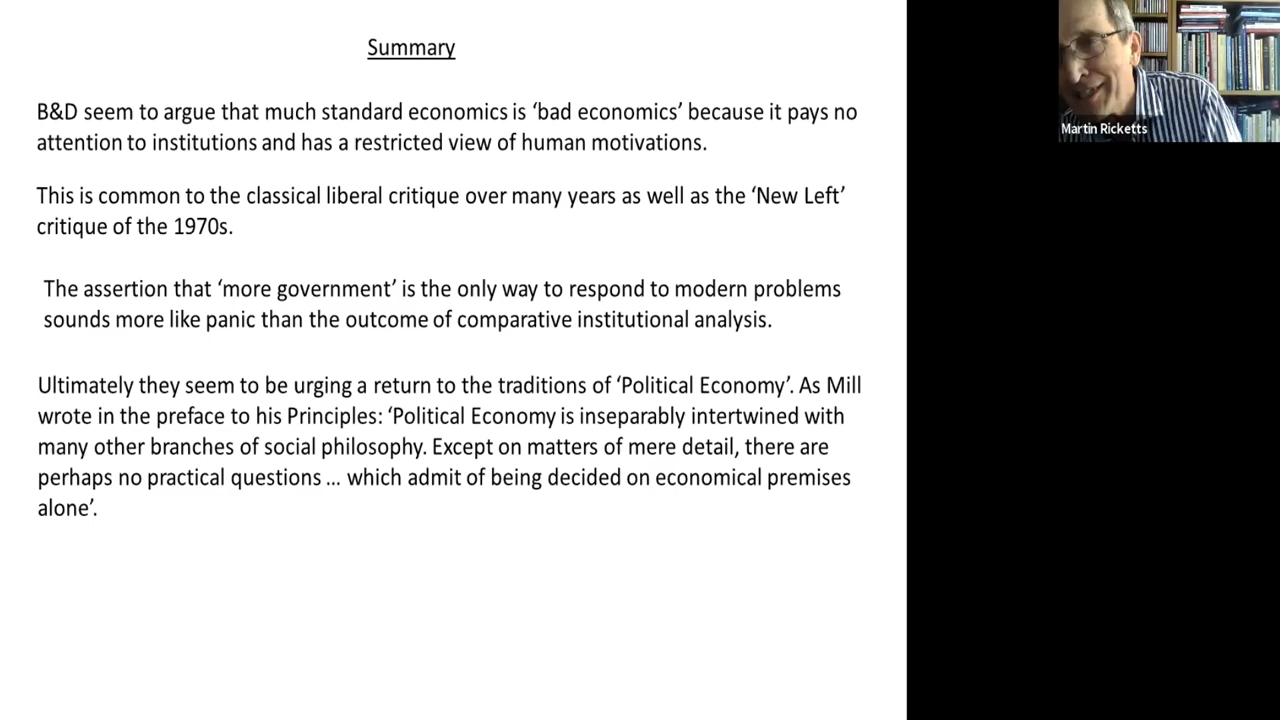 Summary
B&D seem to argue that much standard economics is ‘bad economics’ because it pays no
attention to institutions and has a restricted view of human motivations.
This is common to the classical liberal critique over many years as well as the ‘New Left’
critique of the 1970s.
The assertion that ‘more government’ is the only way to respond to modern problems
sounds more like panic than the outcome of comparative institutional analysis.
Ultimately they seem to be urging a return to the traditions of ‘Political Economy’. As Mill
wrote in the preface to his Principles: ‘Political Economy is inseparably intertwined with
many other branches of social philosophy. Except on matters of mere detail, there are
perhaps no practical questions … which admit of being decided on economical premises
alone’.
Martin Ricketts